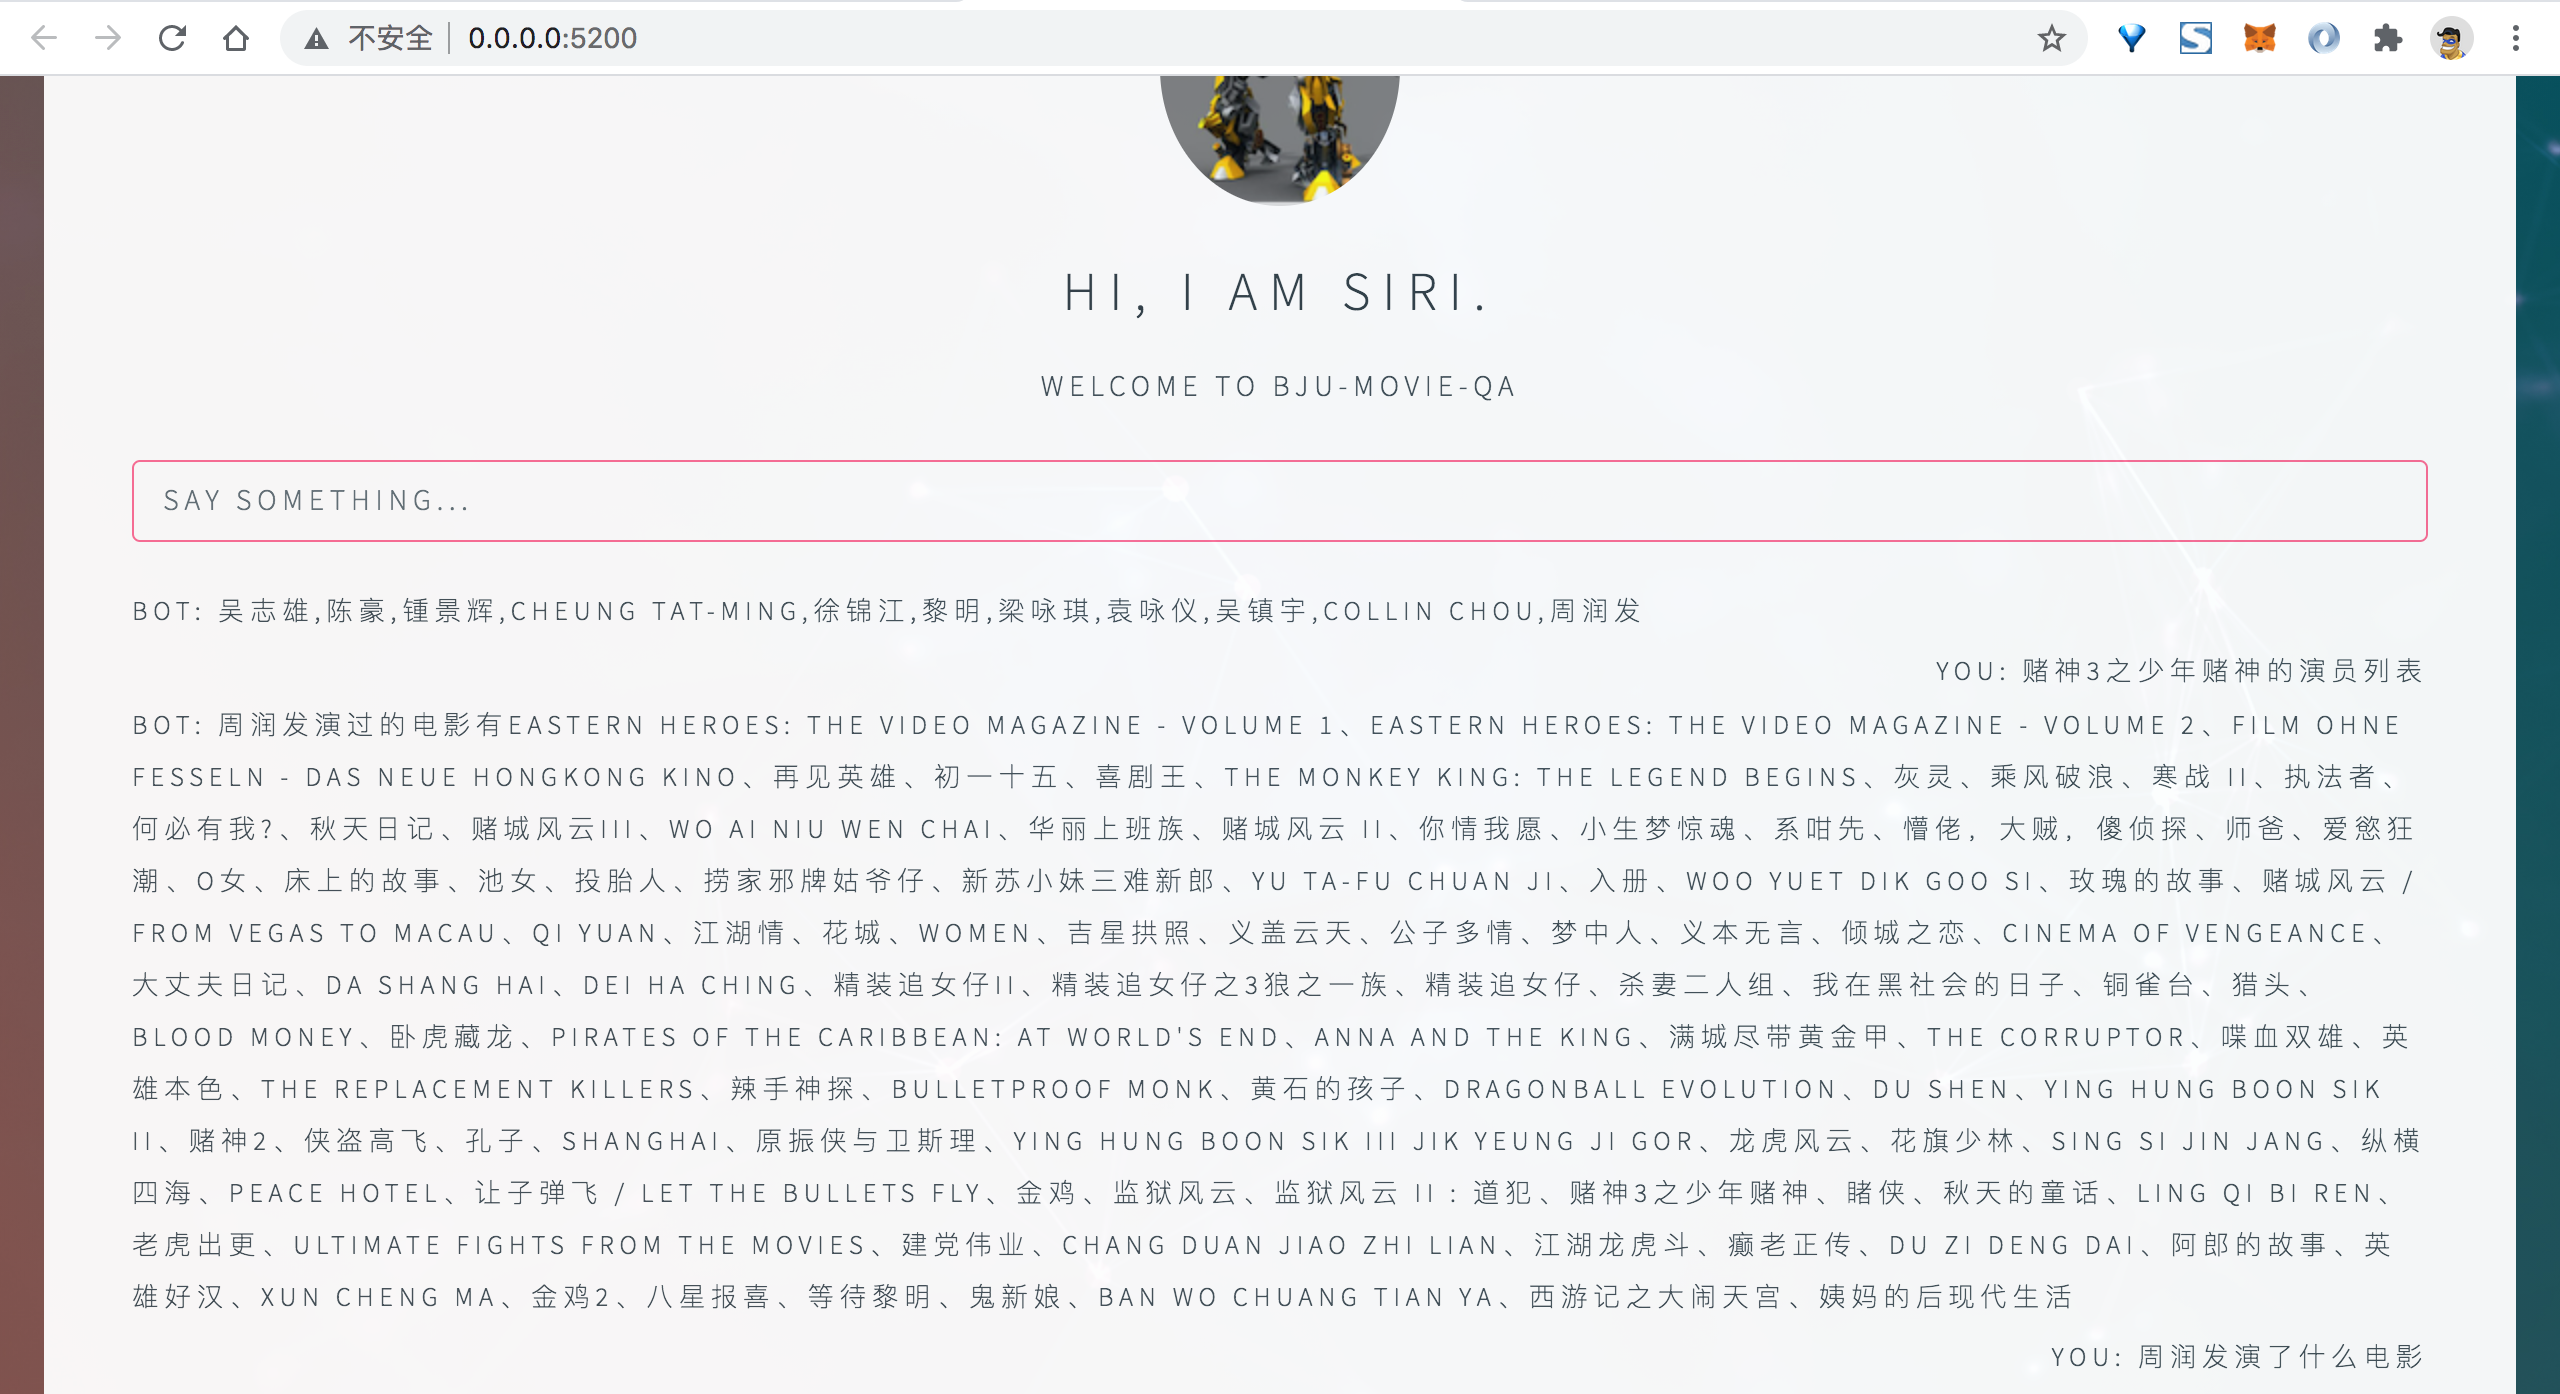 不安全 0.0.0.0:5200
HI, I AM SIRI.
WELCOME TO BJU-MOVIE-QA
SAY SOMETHING...
BOT: 吴志雄,陈豪,锺景辉,CHEUNG TAT-MING,徐锦江,黎明,梁咏琪,袁咏仪,吴镇宇,COLLIN CHOU,周润发
YOU: 赌神3之少年赌神的演员列表
BOT: 周润发演过的电影有EASTERN HEROES: THE VIDEO MAGAZINE - VOLUME 1、EASTERN HEROES: THE VIDEO MAGAZINE - VOLUME 2、FILM OHNE
FESSELN - DAS NEUE HONGKONG KINO、再见英雄、初一十五、喜剧王、THE MONKEY KING: THE LEGEND BEGINS、灰灵、乘风破浪、寒战 II、执法者、
何必有我?、秋天日记、赌城风云III、WO AI NIU WEN CHAI、华丽上班族、赌城风云 II、你情我愿、小生梦惊魂、系咁先、懵佬, 大贼, 傻侦探、师爸、爱慾狂
潮、O女、床上的故事、池女、投胎人、捞家邪牌姑爷仔、新苏小妹三难新郎、YU TA-FU CHUAN JI、入册、WOO YUET DIK GOO SI、玫瑰的故事、赌城风云 /
FROM VEGAS TO MACAU、QI YUAN、江湖情、花城、WOMEN、吉星拱照、义盖云天、公子多情、梦中人、义本无言、倾城之恋、CINEMA OF VENGEANCE、
大丈夫日记、DA SHANG HAI、DEI HA CHING、精装追女仔II、精装追女仔之3狼之一族、精装追女仔、杀妻二人组、我在黑社会的日子、铜雀台、猎头、
BLOOD MONEY、卧虎藏龙、PIRATES OF THE CARIBBEAN: AT WORLD'S END、ANNA AND THE KING、满城尽带黄金甲、THE CORRUPTOR、喋血双雄、英
雄本色、THE REPLACEMENT KILLERS、辣手神探、BULLETPROOF MONK、黄石的孩子、DRAGONBALL EVOLUTION、DU SHEN、YING HUNG BOON SIK
II、赌神2、侠盗高飞、孔子、SHANGHAI、原振侠与卫斯理、YING HUNG BOON SIK III JIK YEUNG JI GOR、龙虎风云、花旗少林、SING SI JIN JANG、纵横
四海、PEACE HOTEL、让子弹飞 / LET THE BULLETS FLY、金鸡、监狱风云、监狱风云 II : 道犯、赌神3之少年赌神、睹侠、秋天的童话、LING QI BI REN、
老虎出更、ULTIMATE FIGHTS FROM THE MOVIES、建党伟业、CHANG DUAN JIAO ZHI LIAN、江湖龙虎斗、癫老正传、DU ZI DENG DAI、阿郎的故事、英
雄好汉、XUN CHENG MA、金鸡2、八星报喜、等待黎明、鬼新娘、BAN WO CHUANG TIAN YA、西游记之大闹天宫、姨妈的后现代生活
YOU: 周润发演了什么电影